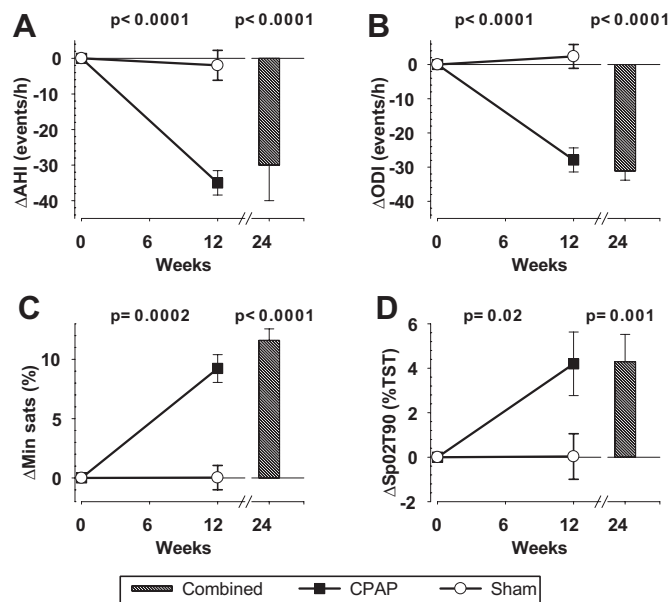 A
p< 0.0001
p< 0.0001
ΔAHI (events/h)
0
-10
-20
-30
-40
0
6
12
24
Weeks
B
p< 0.0001
p< 0.0001
ΔODI (events/h)
0
-10
-20
-30
-40
0
6
12
24
Weeks
C
p= 0.0002
p< 0.0001
ΔMin sats (%)
10
5
0
0
6
12
24
Weeks
D
p= 0.02
p= 0.001
ΔSp02T90 (%TST)
6
4
2
0
-2
0
6
12
24
Weeks
Combined
CPAP
Sham